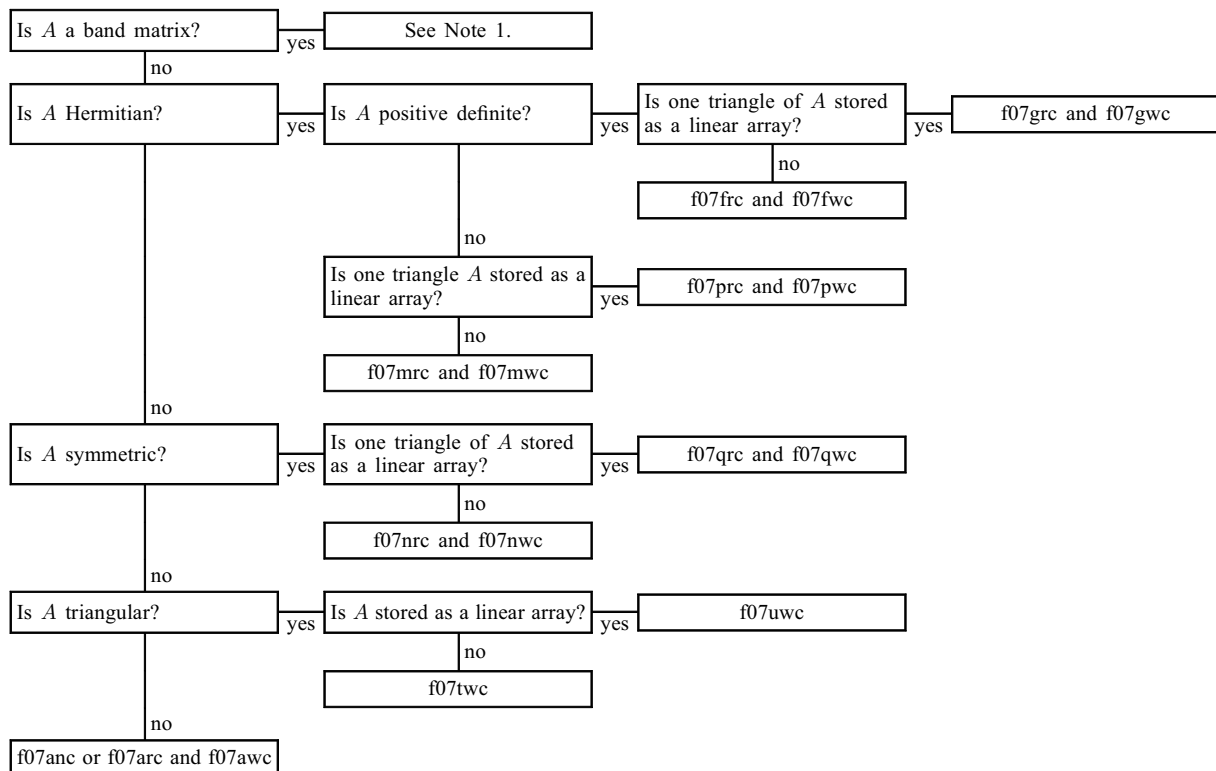 Is A a band matrix?
yes
See Note 1.
no
Is A Hermitian?
yes
Is A positive definite?
yes
Is one triangle of A stored
as a linear array?
yes
f07grc and f07gwc
no
f07frc and f07fwc
no
Is one triangle A stored as a
linear array?
yes
f07prc and f07pwc
no
f07mrc and f07mwc
no
Is A symmetric?
yes
Is one triangle of A stored
as a linear array?
yes
f07qrc and f07qwc
no
f07nrc and f07nwc
no
Is A triangular?
yes
Is A stored as a linear array?
yes
f07uwc
no
f07twc
no
f07anc or f07arc and f07awc